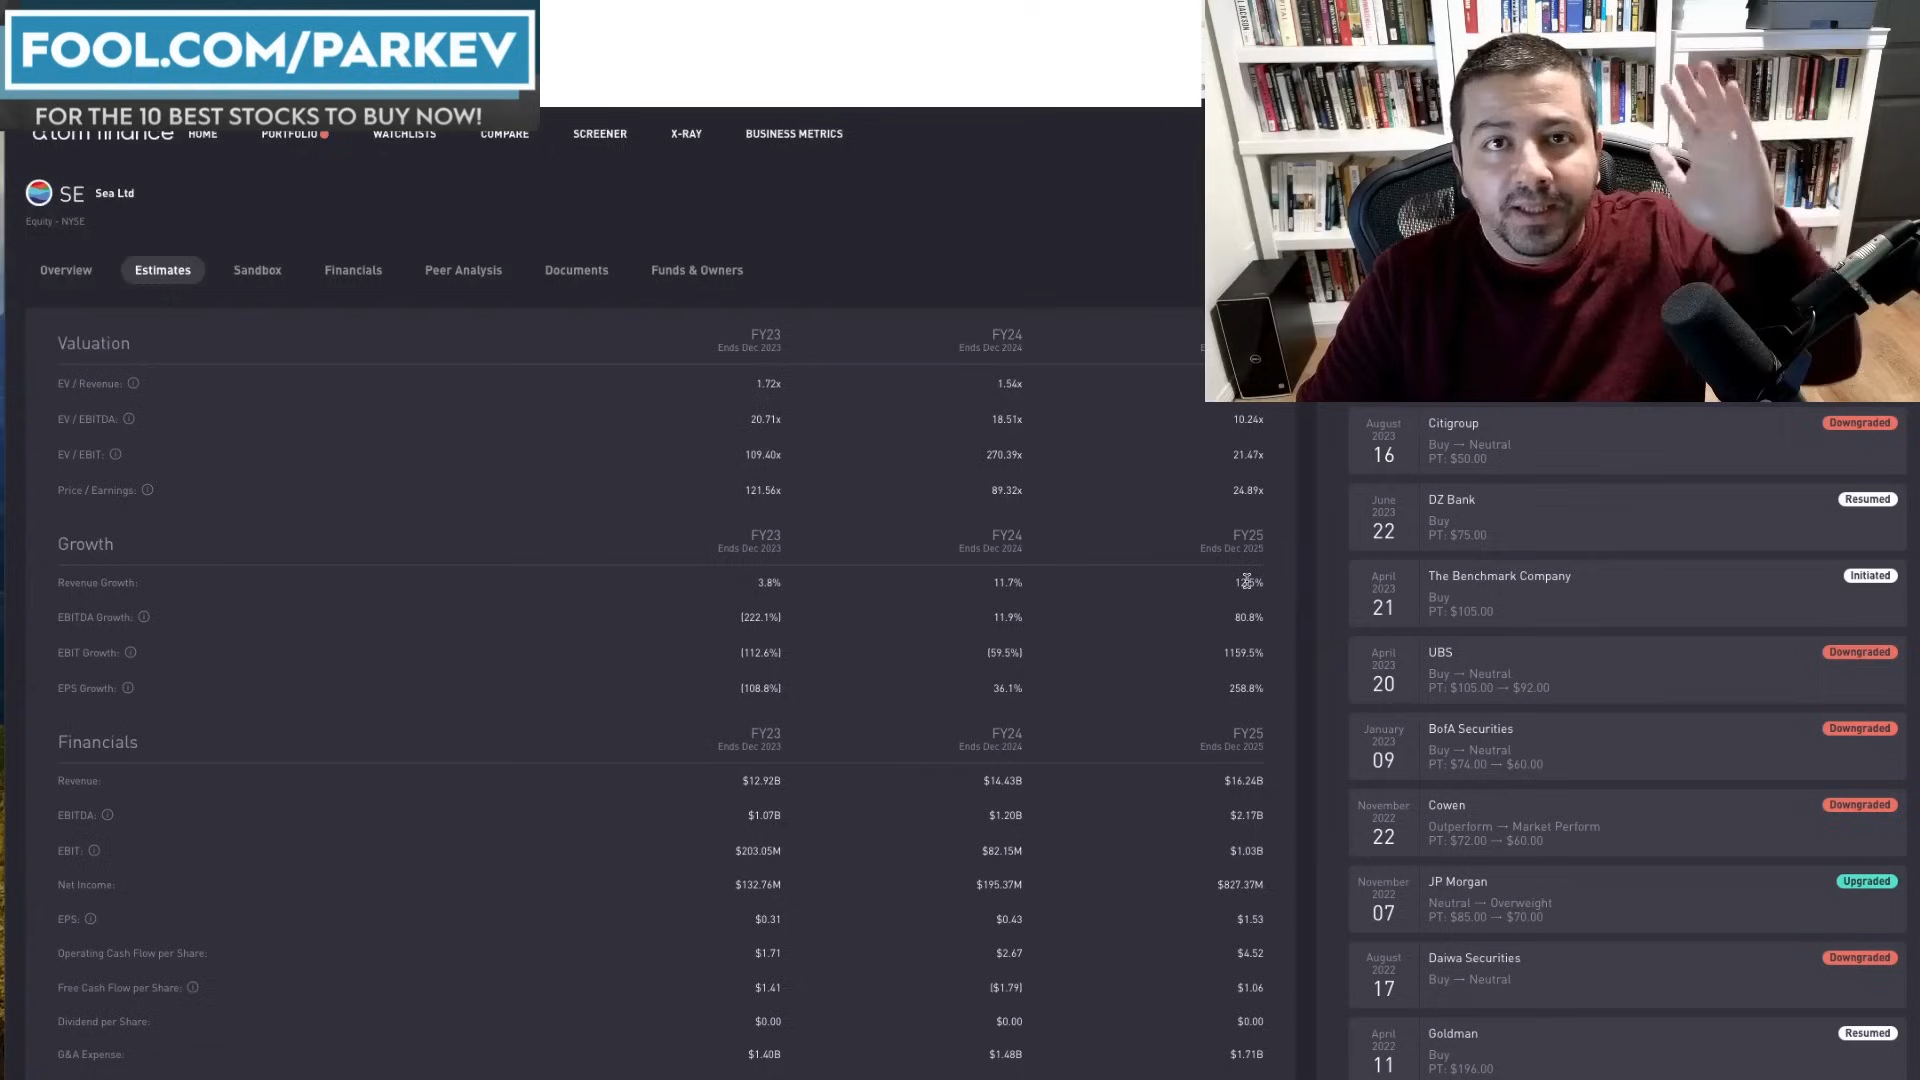 FOOL.COM/PARKEV
FOR THE 10 BEST STOCKS TO BUY NOW!
atom finance HOME PORTFOLIO WATCHLISTS COMPARE SCREENER X-RAY BUSINESS METRICS
SE Sea Ltd
Equity - NYSE
Overview Estimates Sandbox Financials Peer Analysis Documents Funds & Owners
Valuation FY23 FY24
Ends Dec 2023 Ends Dec 2024
EV / Revenue: 1.72x 1.54x
EV / EBITDA: 20.71x 18.51x 10.24x
EV / EBIT: 109.40x 270.39x 21.47x
Price / Earnings: 121.56x 89.32x 24.89x
Growth FY23 FY24 FY25
Ends Dec 2023 Ends Dec 2024 Ends Dec 2025
Revenue Growth: 3.8% 11.7%
EBITDA Growth: (222.1%) 11.9% 80.8%
EBIT Growth: (112.6%) (59.5%) 1159.5%
EPS Growth: (108.8%) 36.1% 258.8%
Financials FY23 FY24 FY25
Ends Dec 2023 Ends Dec 2024 Ends Dec 2025
Revenue: $12.92B $14.43B $16.24B
EBITDA: $1.07B $1.20B $2.17B
EBIT: $203.05M $82.15M $1.03B
Net Income: $132.76M $195.37M $827.37M
EPS: $0.31 $0.43 $1.53
Operating Cash Flow per Share: $1.71 $2.67 $4.52
Free Cash Flow per Share: $1.41 ($1.79) $1.06
Dividend per Share: $0.00 $0.00 $0.00
G&A Expense: $1.40B $1.48B $1.71B
August 2023 16
Citigroup Downgraded
Buy → Neutral
PT: $50.00
June 2023 22
DZ Bank Resumed
Buy
PT: $75.00
April 2023 21
The Benchmark Company Initiated
Buy
PT: $105.00
April 2023 20
UBS Downgraded
Buy → Neutral
PT: $105.00 → $92.00
January 2023 09
BofA Securities Downgraded
Buy → Neutral
PT: $74.00 → $60.00
November 2022 22
Cowen Downgraded
Outperform → Market Perform
PT: $72.00 → $60.00
November 2022 07
JP Morgan Upgraded
Neutral → Overweight
PT: $85.00 → $70.00
August 2022 17
Daiwa Securities Downgraded
Buy → Neutral
April 2022 11
Goldman Resumed
Buy
PT: $196.00